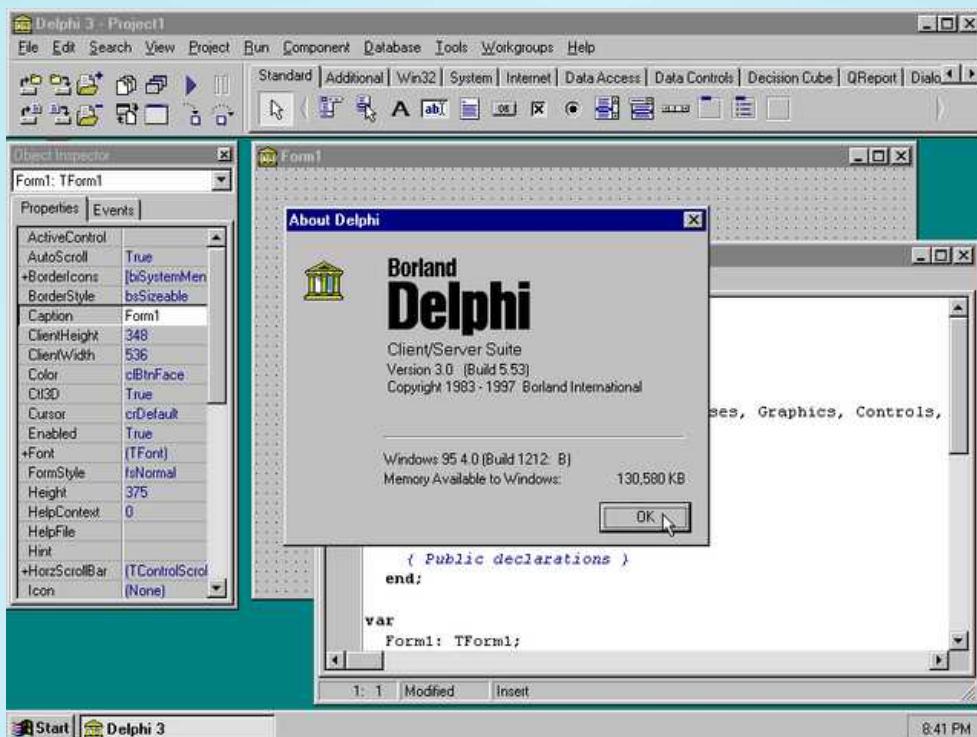 Delphi 3 - Project1
File Edit Search View Project Run Component Database Tools Workgroups Help
Standard Additional Win32 System Internet Data Access Data Controls Decision Cube QReport Dialo
A ab OK
Object Inspector
Form1: TForm1
Properties Events
ActiveControl
AutoScroll True
+BorderIcons [biSystemMen
BorderStyle bsSizeable
Caption Form1
ClientHeight 348
ClientWidth 536
Color clBtnFace
Ctl3D True
Cursor crDefault
Enabled True
+Font (TFont)
FormStyle fsNormal
Height 375
HelpContext 0
HelpFile
Hint
+HorzScrollBar (TControlScrol
Icon (None)
Form1
About Delphi
Borland
Delphi
Client/Server Suite
Version 3.0 (Build 5.53)
Copyright 1983 - 1997 Borland International
Windows 95 4.0 (Build 1212: B)
Memory Available to Windows: 130,580 KB
OK
ses, Graphics, Controls,
{ Public declarations }
end;
var
Form1: TForm1;
1: 1 Modified Insert
Start Delphi 3 8:41 PM